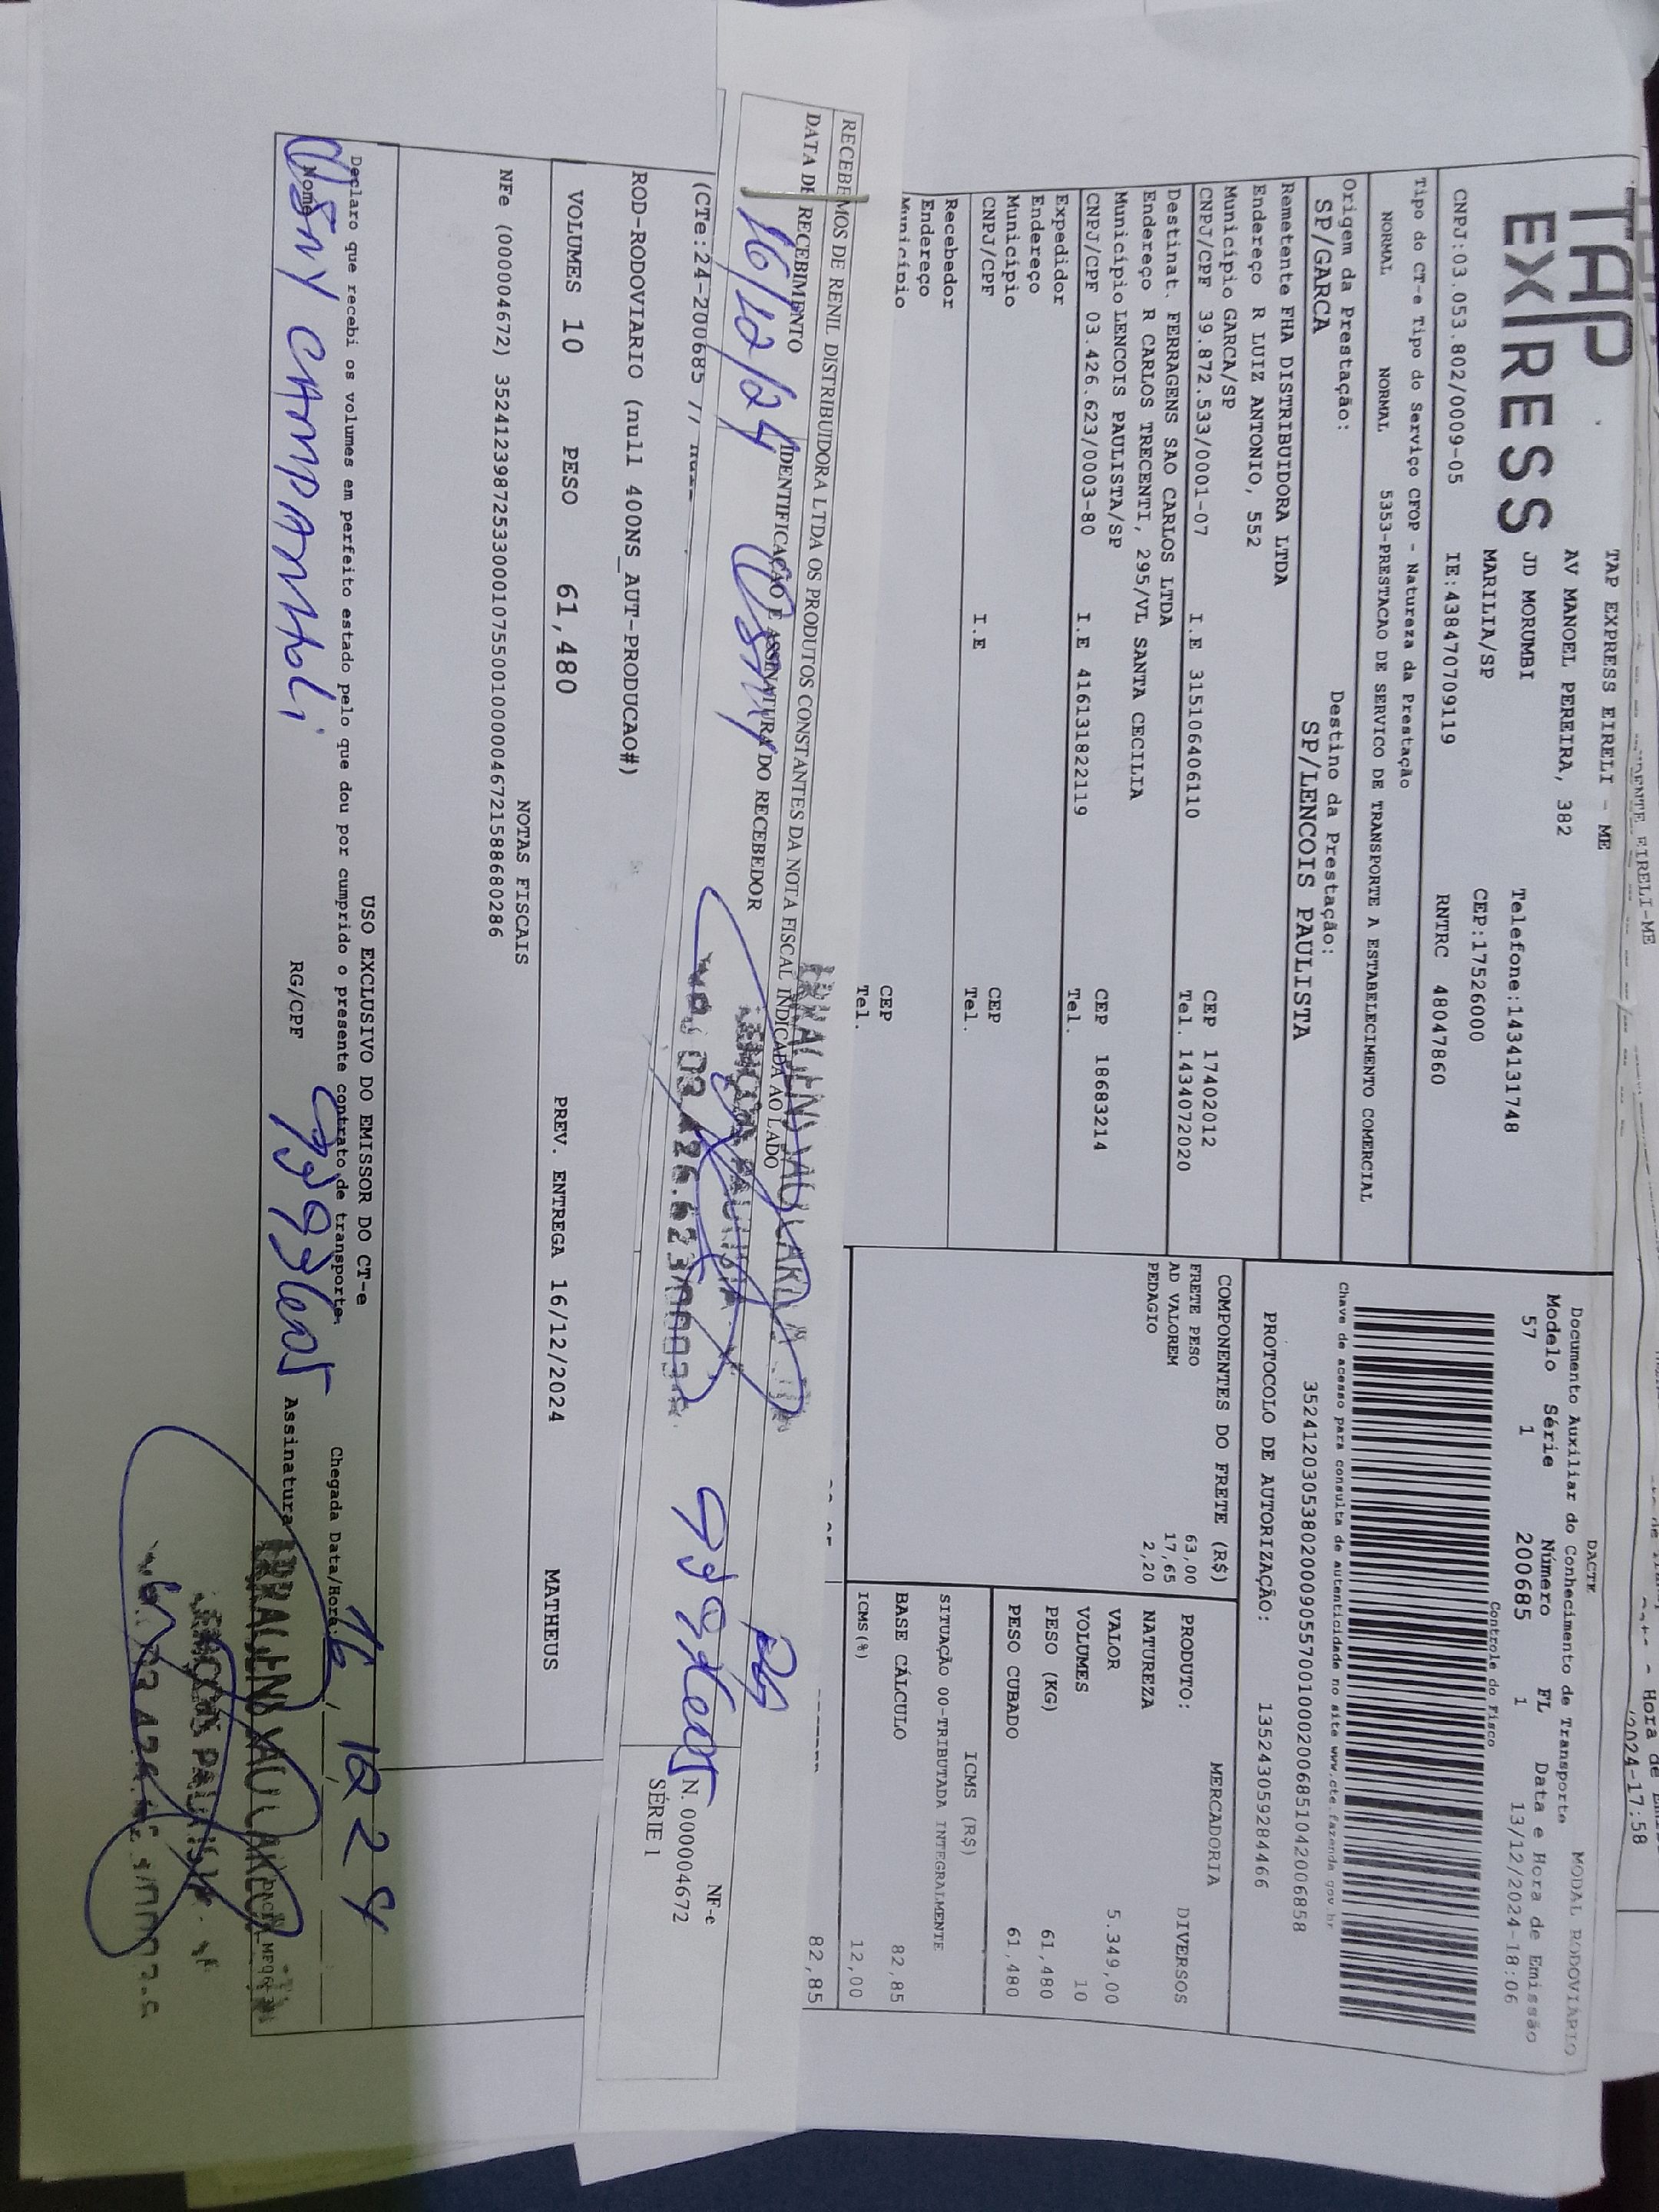 TAP
EXPRESS
TAP EXPRESS EIRELI - ME
AV MANOEL PEREIRA, 382
JD MORUMBI
MARILIA/SP
Telefone:1434131748
CEP:17526000
CNPJ:03.053.802/0009-05 IE:438470709119 RNTRC 48047860
Tipo do CT-e Tipo do Serviço CFOP - Natureza da Prestação
NORMAL NORMAL 5353-PRESTACAO DE SERVICO DE TRANSPORTE A ESTABELECIMENTO COMERCIAL
Origem da Prestação: Destino da Prestação:
SP/GARCA SP/LENCOIS PAULISTA
Remetente FHA DISTRIBUIDORA LTDA
Endereço R LUIZ ANTONIO, 552
Município GARCA/SP CEP 17402012
CNPJ/CPF 39.872.533/0001-07 I.E 315106406110 Tel. 1434072020
Destinat. FERRAGENS SAO CARLOS LTDA
Endereço R CARLOS TRECENTI, 295/VL SANTA CECILIA
Município LENCOIS PAULISTA/SP CEP 18683214
CNPJ/CPF 03.426.623/0003-80 I.E 416131822119 Tel.
Expedidor
Endereço
Município CEP
CNPJ/CPF I.E Tel.
Recebedor
Endereço
Município CEP
Tel.
DACTE MODAL RODOVIÁRIO
Documento Auxiliar do Conhecimento de Transporte
Modelo Série Número FL Data e Hora de Emissão
57 1 200685 1 13/12/2024-18:06
Controle do Fisco
Chave de acesso para consulta de autenticidade no site www.cte.fazenda.gov.br
35241203053802000905570010002006851042006858
PROTOCOLO DE AUTORIZAÇÃO: 135243059284466
COMPONENTES DO FRETE (R$)
FRETE PESO 63,00
AD VALOREM 17,65
PEDAGIO 2,20
MERCADORIA
PRODUTO: DIVERSOS
NATUREZA
VALOR 5.349,00
VOLUMES 10
PESO (KG) 61,480
PESO CUBADO 61,480
ICMS (R$)
SITUAÇÃO 00-TRIBUTADA INTEGRALMENTE
BASE CÁLCULO 82,85
ICMS(%) 12,00
82,85
RECEBEMOS DE RENIL DISTRIBUIDORA LTDA OS PRODUTOS CONSTANTES DA NOTA FISCAL INDICADA AO LADO
DATA DE RECEBIMENTO IDENTIFICAÇÃO E ASSINATURA DO RECEBEDOR
16/12/24 Osny
NF-e
N. 000004672
SÉRIE 1
(CTe:24-200685 //
ROD-RODOVIARIO (null 400NS_AUT-PRODUCAO#)
VOLUMES 10 PESO 61,480 PREV. ENTREGA 16/12/2024 MATHEUS
NOTAS FISCAIS
NFe (000004672) 35241239872533000107550010000046721588680286
USO EXCLUSIVO DO EMISSOR DO CT-e
Declaro que recebi os volumes em perfeito estado pelo que dou por cumprido o presente contrato de transporte
Chegada Data/Hora: 16 / 12 24
Nome Osny CAMPANHOLI RG/CPF Assinatura